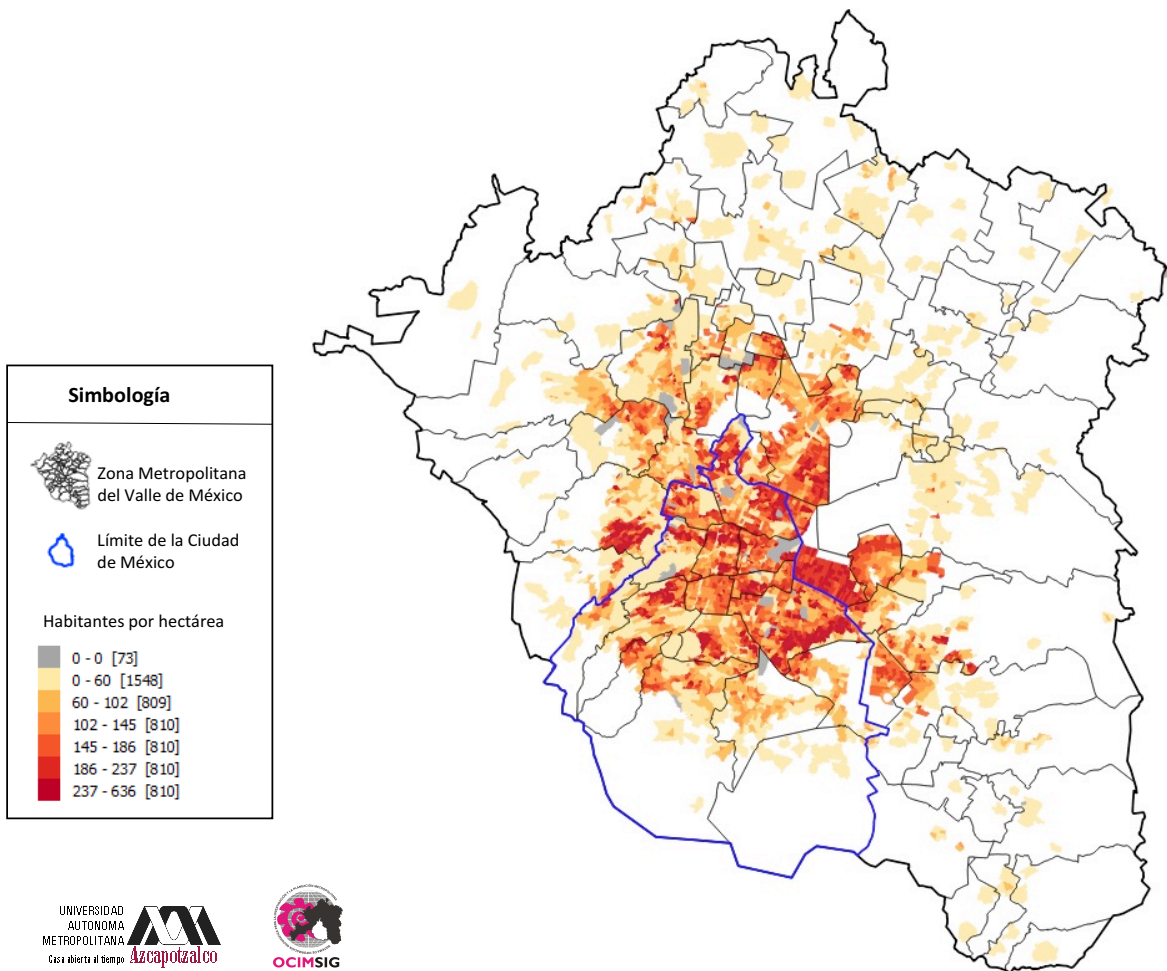 Simbología
Zona Metropolitana
del Valle de México
Límite de la Ciudad
de México
Habitantes por hectárea
0 - 0 [73]
0 - 60 [1548]
60 - 102 [809]
102 - 145 [810]
145 - 186 [810]
186 - 237 [810]
237 - 636 [810]
UNIVERSIDAD
AUTONOMA
METROPOLITANA
Casa abierta al tiempo Azcapotzalco
OCIMSIG